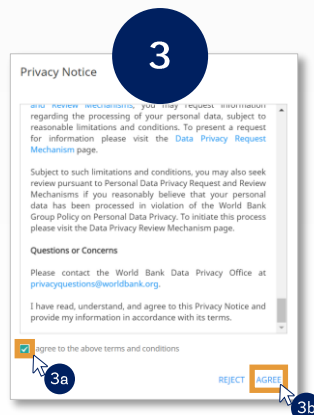 3
Privacy Notice
and Review Mechanisms, you may request information
regarding the processing of your personal data, subject to
reasonable limitations and conditions. To present a request
for information please visit the Data Privacy Request
Mechanism page.
Subject to such limitations and conditions, you may also seek
review pursuant to Personal Data Privacy Request and Review
Mechanisms if you reasonably believe that your personal
data has been processed in violation of the World Bank
Group Policy on Personal Data Privacy. To initiate this process
please visit the Data Privacy Review Mechanism page.
Questions or Concerns
Please contact the World Bank Data Privacy Office at
privacyquestions@worldbank.org.
I have read, understand, and agree to this Privacy Notice and
provide my information in accordance with its terms.
agree to the above terms and conditions
3a
REJECT AGREE
3b